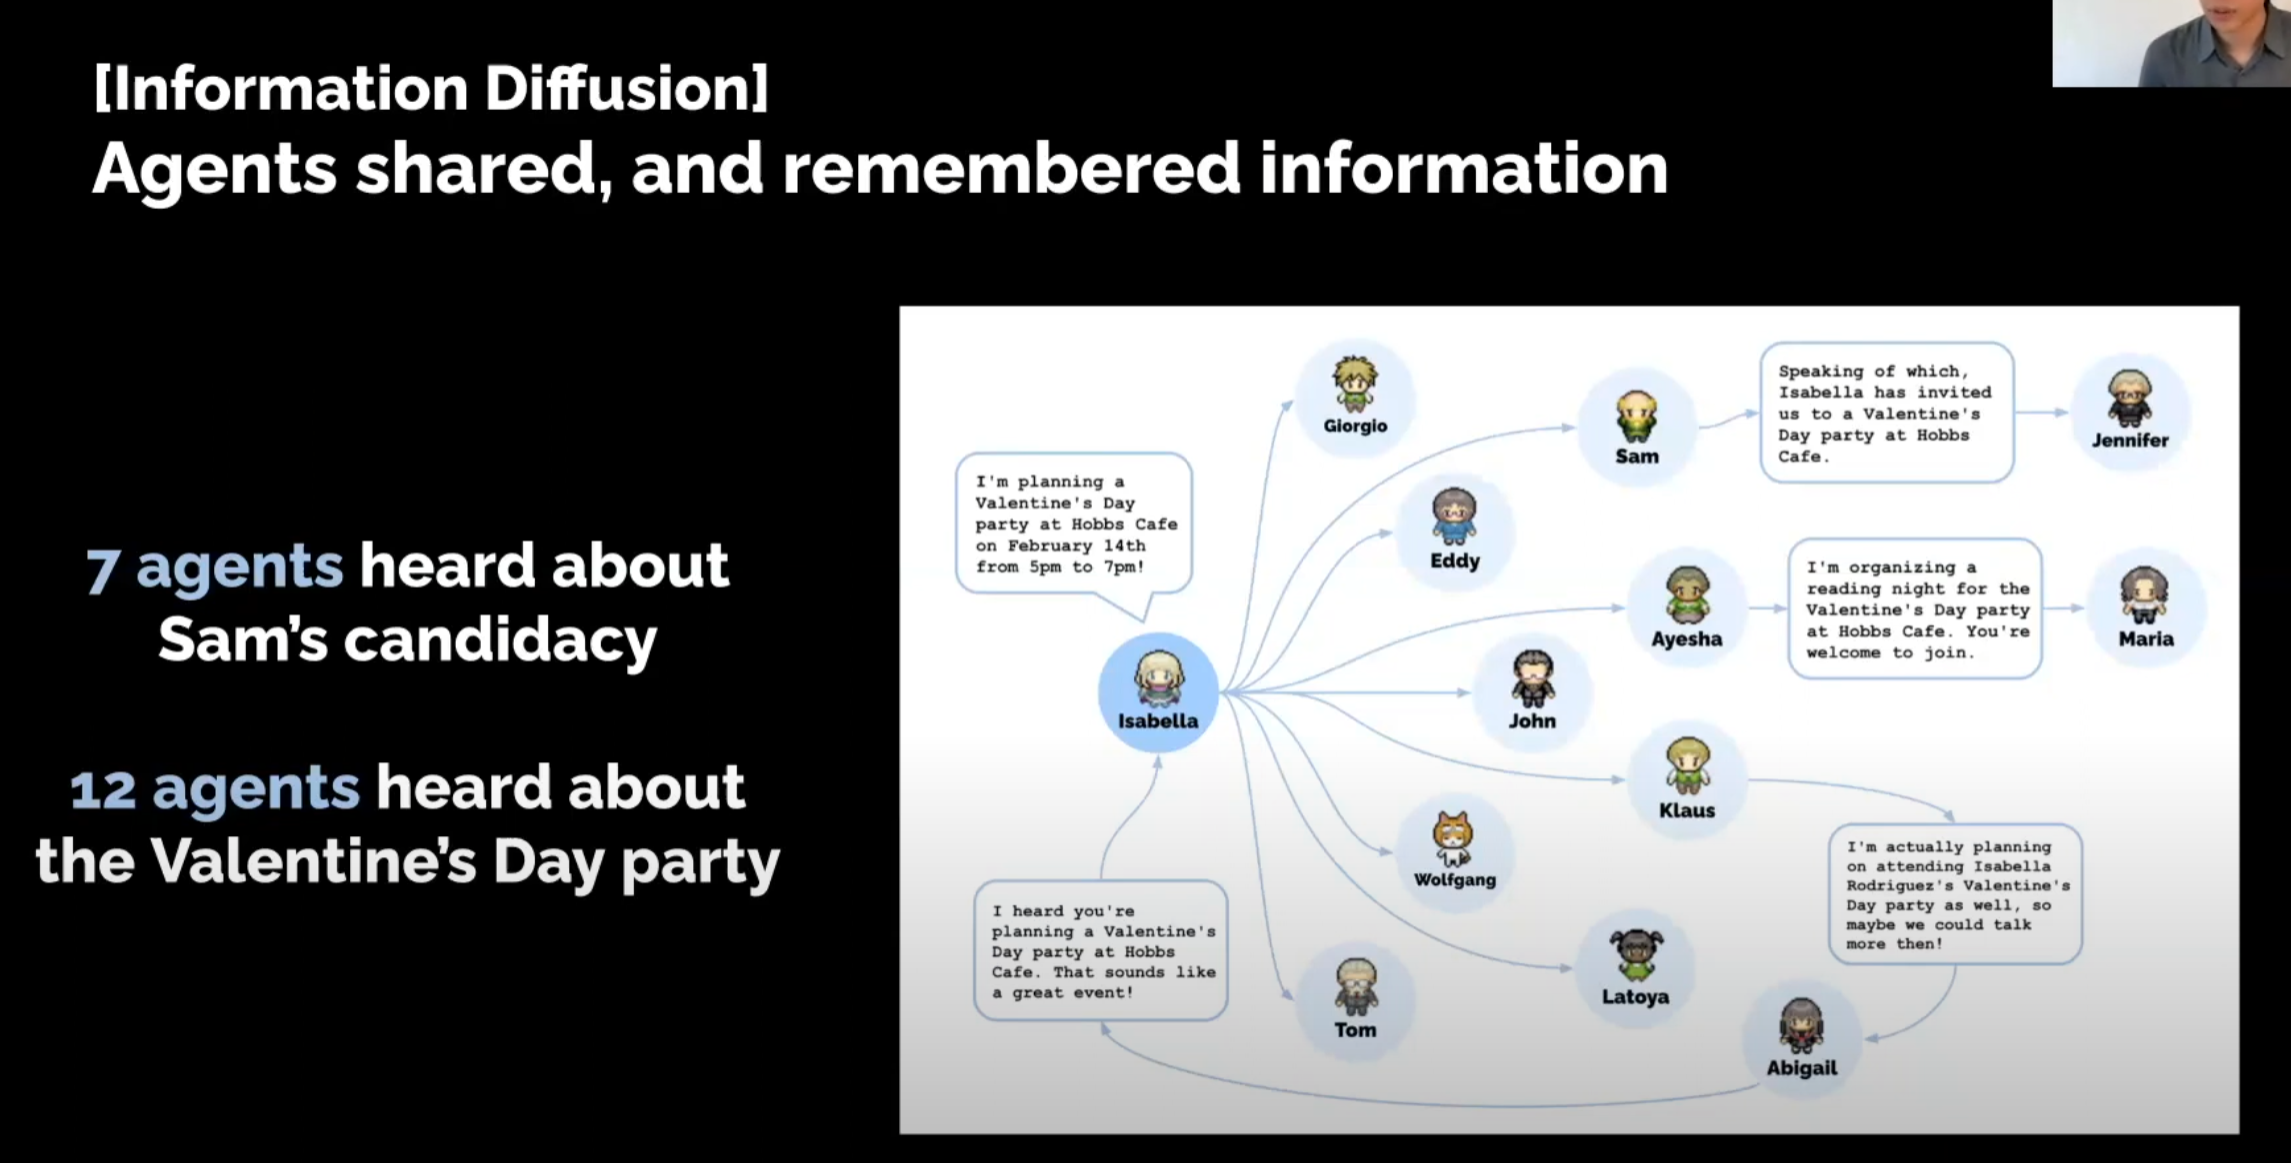 [Information Diffusion]
Agents shared, and remembered information
7 agents heard about
Sam's candidacy
12 agents heard about
the Valentine's Day party
I'm planning a
Valentine's Day
party at Hobbs Cafe
on February 14th
from 5pm to 7pm!
Isabella
I heard you're
planning a Valentine's
Day party at Hobbs
Cafe. That sounds like
a great event!
Giorgio
Sam
Speaking of which,
Isabella has invited
us to a Valentine's
Day party at Hobbs
Cafe.
Jennifer
Eddy
Ayesha
I'm organizing a
reading night for the
Valentine's Day party
at Hobbs Cafe. You're
welcome to join.
Maria
John
Klaus
I'm actually planning
on attending Isabella
Rodriguez's Valentine's
Day party as well, so
maybe we could talk
more then!
Wolfgang
Latoya
Tom
Abigail